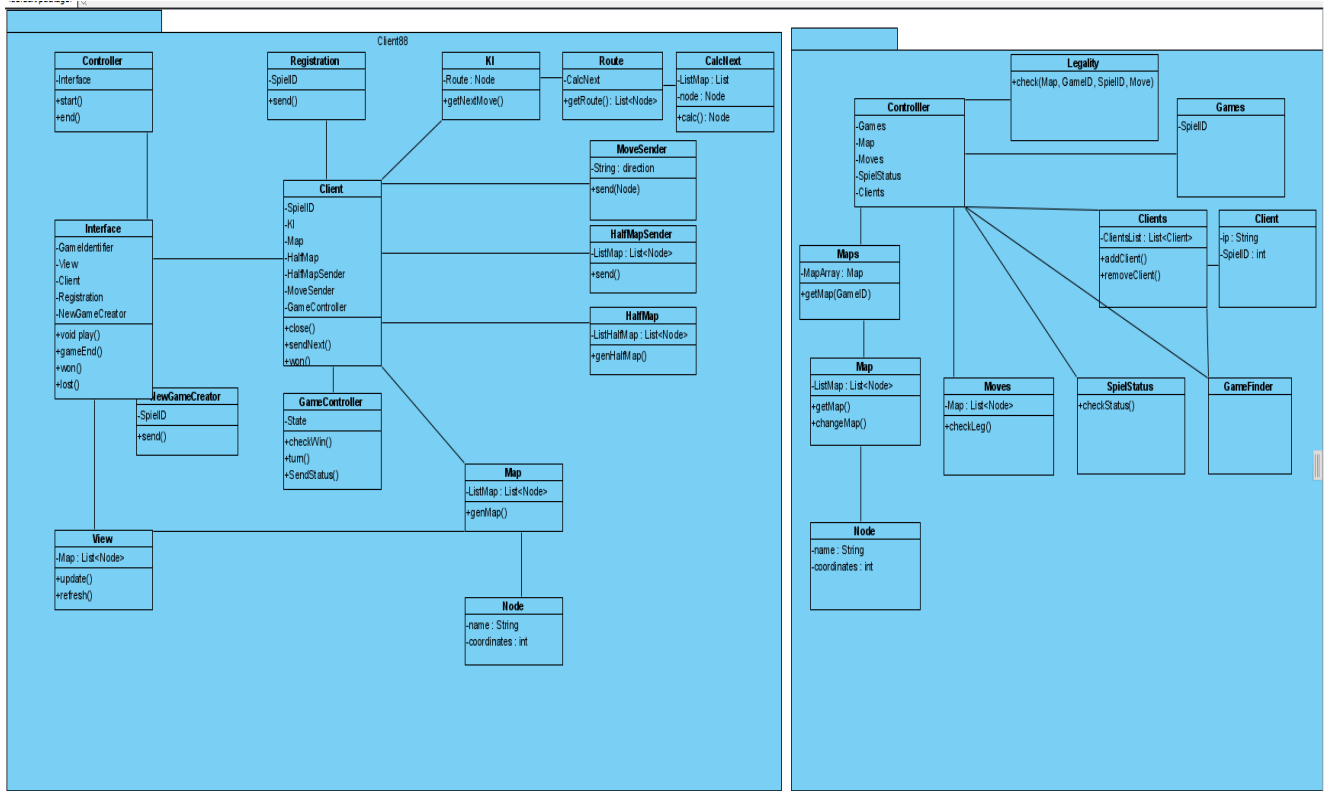 Client88
Controller
-Interface
+start()
+end()
Registration
-SpielID
+send()
KI
-Route : Node
+getNextMove()
Route
-CalcNext
+getRoute() : List<Node>
CalcNext
-ListMap : List
-node : Node
+calc() : Node
MoveSender
-String : direction
+send(Node)
Client
-SpielID
-KI
-Map
-HalfMap
-HalfMapSender
-MoveSender
-GameController
+close()
+sendNext()
+won()
Interface
-GameIdentifier
-View
-Client
-Registration
-NewGameCreator
+void play()
+gameEnd()
+won()
+lost()
HalfMapSender
-ListMap : List<Node>
+send()
HalfMap
-ListHalfMap : List<Node>
+genHalfMap()
NewGameCreator
-SpielID
+send()
GameController
-State
+checkWin()
+turn()
+SendStatus()
Map
-ListMap : List<Node>
+genMap()
View
-Map : List<Node>
+update()
+refresh()
Node
-name : String
-coordinates : int
Legality
+check(Map, GameID, SpielID, Move)
Controlller
-Games
-Map
-Moves
-SpielStatus
-Clients
Games
-SpielID
Clients
-ClientsList : List<Client>
+addClient()
+removeClient()
Client
-ip : String
-SpielID : int
Maps
-MapArray : Map
+getMap(GameID)
Map
-ListMap : List<Node>
+getMap()
+changeMap()
Moves
-Map : List<Node>
+checkLeg()
SpielStatus
+checkStatus()
GameFinder
Node
-name : String
-coordinates : int